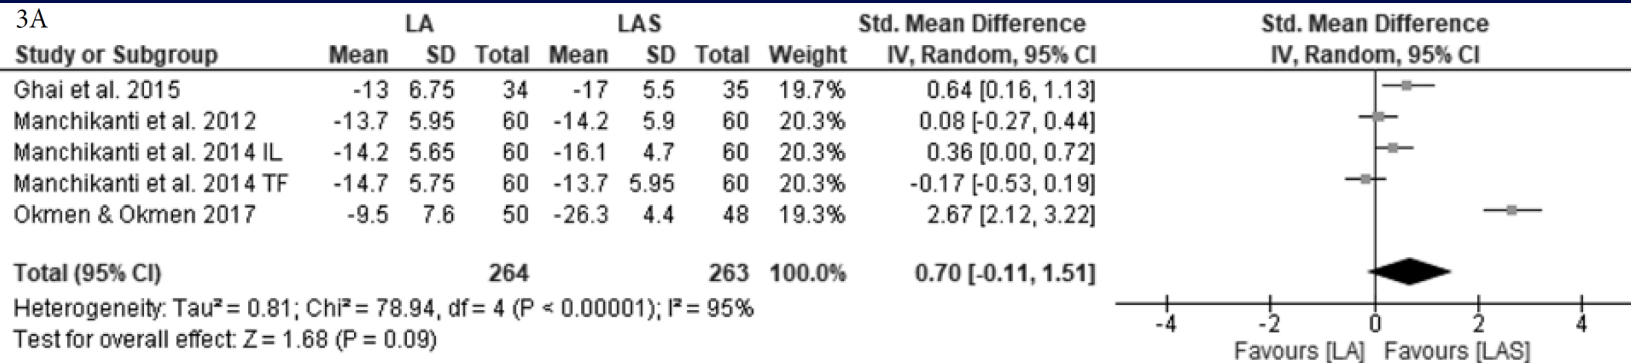 3A
LA LAS Std. Mean Difference Std. Mean Difference
Study or Subgroup Mean SD Total Mean SD Total Weight IV, Random, 95% CI IV, Random, 95% CI
Ghai et al. 2015 -13 6.75 34 -17 5.5 35 19.7% 0.64 [0.16, 1.13]
Manchikanti et al. 2012 -13.7 5.95 60 -14.2 5.9 60 20.3% 0.08 [-0.27, 0.44]
Manchikanti et al. 2014 IL -14.2 5.65 60 -16.1 4.7 60 20.3% 0.36 [0.00, 0.72]
Manchikanti et al. 2014 TF -14.7 5.75 60 -13.7 5.95 60 20.3% -0.17 [-0.53, 0.19]
Okmen & Okmen 2017 -9.5 7.6 50 -26.3 4.4 48 19.3% 2.67 [2.12, 3.22]
Total (95% CI) 264 263 100.0% 0.70 [-0.11, 1.51]
Heterogeneity: Tau² = 0.81; Chi² = 78.94, df = 4 (P < 0.00001); I² = 95%
Test for overall effect: Z = 1.68 (P = 0.09)
-4 -2 0 2 4
Favours [LA] Favours [LAS]